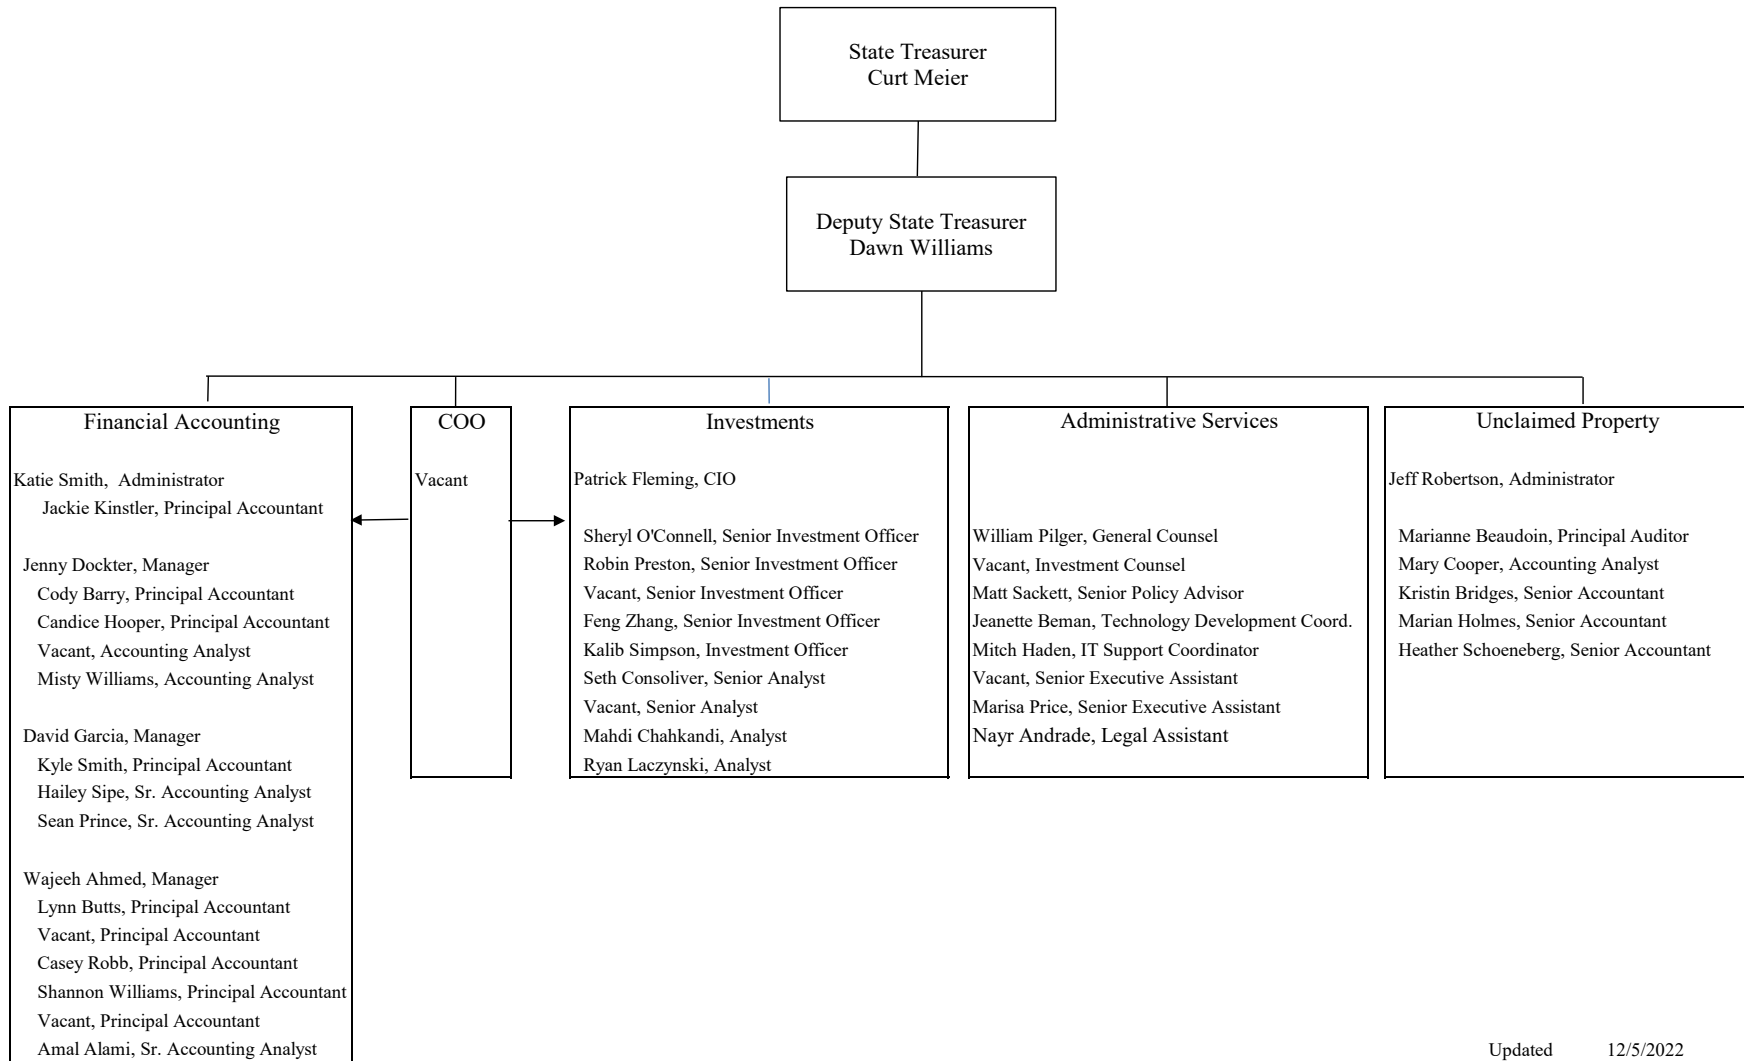 State Treasurer
Curt Meier
Deputy State Treasurer
Dawn Williams
Financial Accounting
Katie Smith,  Administrator
Jackie Kinstler, Principal Accountant
Jenny Dockter, Manager
Cody Barry, Principal Accountant
Candice Hooper, Principal Accountant
Vacant, Accounting Analyst
Misty Williams, Accounting Analyst
David Garcia, Manager
Kyle Smith, Principal Accountant
Hailey Sipe, Sr. Accounting Analyst
Sean Prince, Sr. Accounting Analyst
Wajeeh Ahmed, Manager
Lynn Butts, Principal Accountant
Vacant, Principal Accountant
Casey Robb, Principal Accountant
Shannon Williams, Principal Accountant
Vacant, Principal Accountant
Amal Alami, Sr. Accounting Analyst
COO
Vacant
Investments
Patrick Fleming, CIO
Sheryl O'Connell, Senior Investment Officer
Robin Preston, Senior Investment Officer
Vacant, Senior Investment Officer
Feng Zhang, Senior Investment Officer
Kalib Simpson, Investment Officer
Seth Consoliver, Senior Analyst
Vacant, Senior Analyst
Mahdi Chahkandi, Analyst
Ryan Laczynski, Analyst
Administrative Services
William Pilger, General Counsel
Vacant, Investment Counsel
Matt Sackett, Senior Policy Advisor
Jeanette Beman, Technology Development Coord.
Mitch Haden, IT Support Coordinator
Vacant, Senior Executive Assistant
Marisa Price, Senior Executive Assistant
Nayr Andrade, Legal Assistant
Unclaimed Property
Jeff Robertson, Administrator
Marianne Beaudoin, Principal Auditor
Mary Cooper, Accounting Analyst
Kristin Bridges, Senior Accountant
Marian Holmes, Senior Accountant
Heather Schoeneberg, Senior Accountant
Updated 12/5/2022